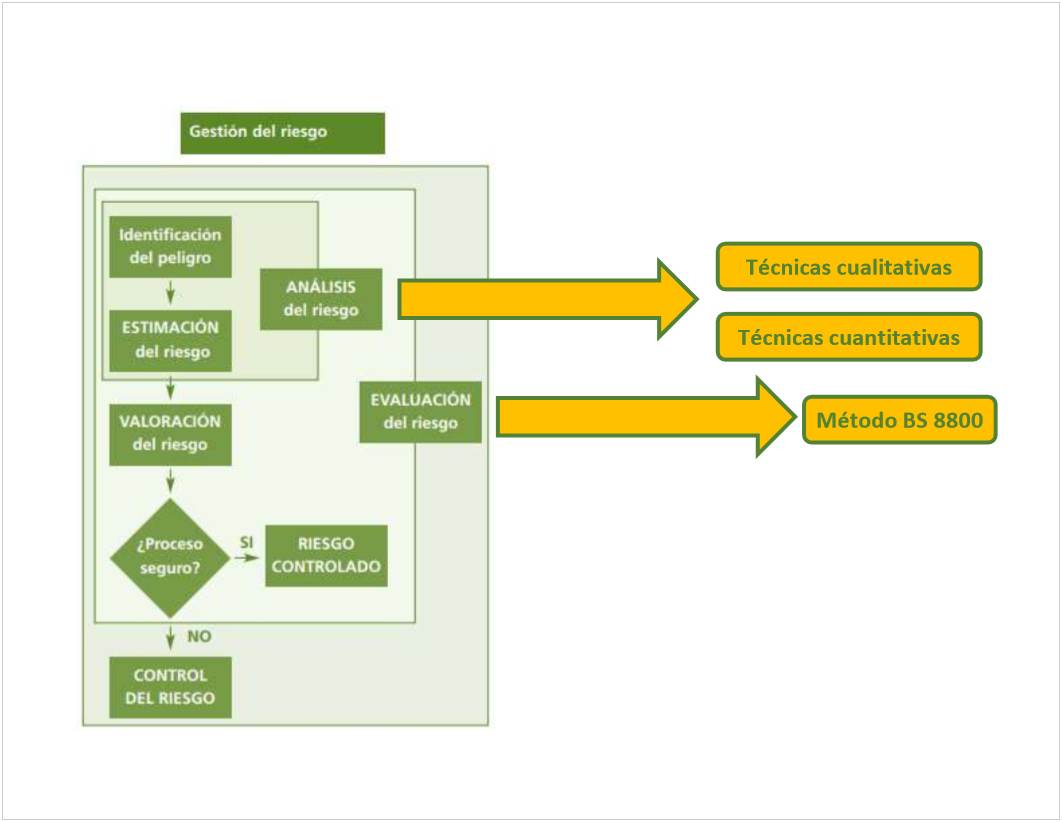 Gestión del riesgo
Identificación
del peligro
ANÁLISIS
del riesgo
ESTIMACIÓN
del riesgo
VALORACIÓN
del riesgo
EVALUACIÓN
del riesgo
¿Proceso
seguro?
SI
RIESGO
CONTROLADO
NO
CONTROL
DEL RIESGO
Técnicas cualitativas
Técnicas cuantitativas
Método BS 8800